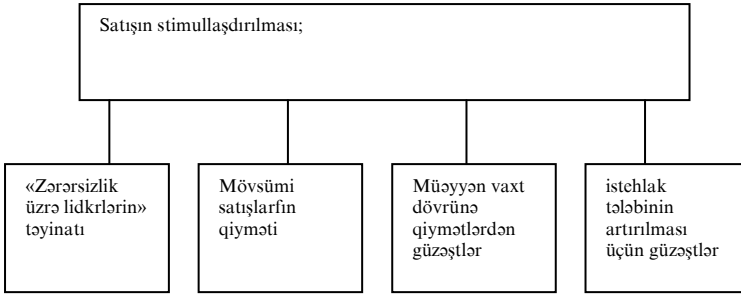 Satışın stimullaşdırılması;
«Zərərsizlik
üzrə lidkrlərin»
təyinatı
Mövsümi
satışlarfın
qiyməti
Müəyyən vaxt
dövrünə
qiymətlərdən
güzəştlər
istehlak
tələbinin
artırılması
üçün güzəştlər